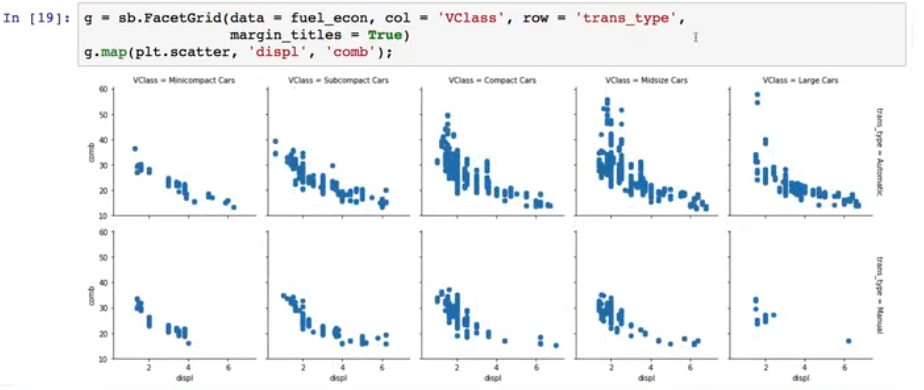 In [19]: g = sb.FacetGrid(data = fuel_econ, col = 'VClass', row = 'trans_type',
margin_titles = True)
g.map(plt.scatter, 'displ', 'comb');
VClass = Minicompact Cars VClass = Subcompact Cars VClass = Compact Cars VClass = Midsize Cars VClass = Large Cars
60
50
40
30
20
10
comb
trans_type = Automatic
60
50
40
30
20
10
comb
trans_type = Manual
2 4 6 2 4 6 2 4 6 2 4 6 2 4 6
displ displ displ displ displ